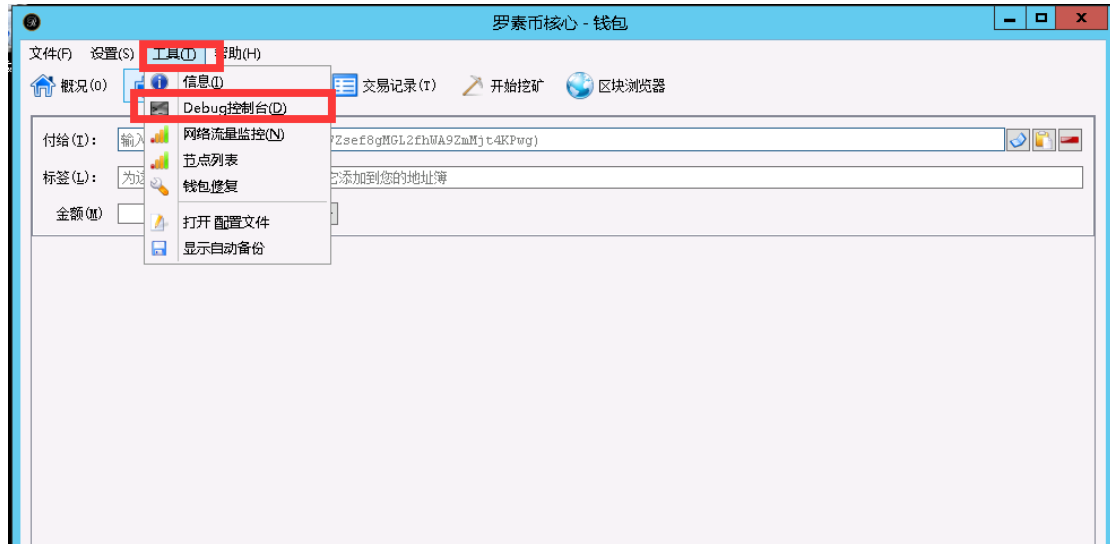 罗素币核心 - 钱包
文件(F) 设置(S) 工具(T) 帮助(H)
概况(O) 交易记录(T) 开始挖矿 区块浏览器
信息(I)
Debug控制台(D)
网络流量监控(N)
节点列表
钱包修复
打开 配置文件
显示自动备份
付给(T): 输入 Zsef8gMGL2fhWA9ZmMjt4KPwg)
标签(L): 为这 它添加到您的地址簿
金额(M)